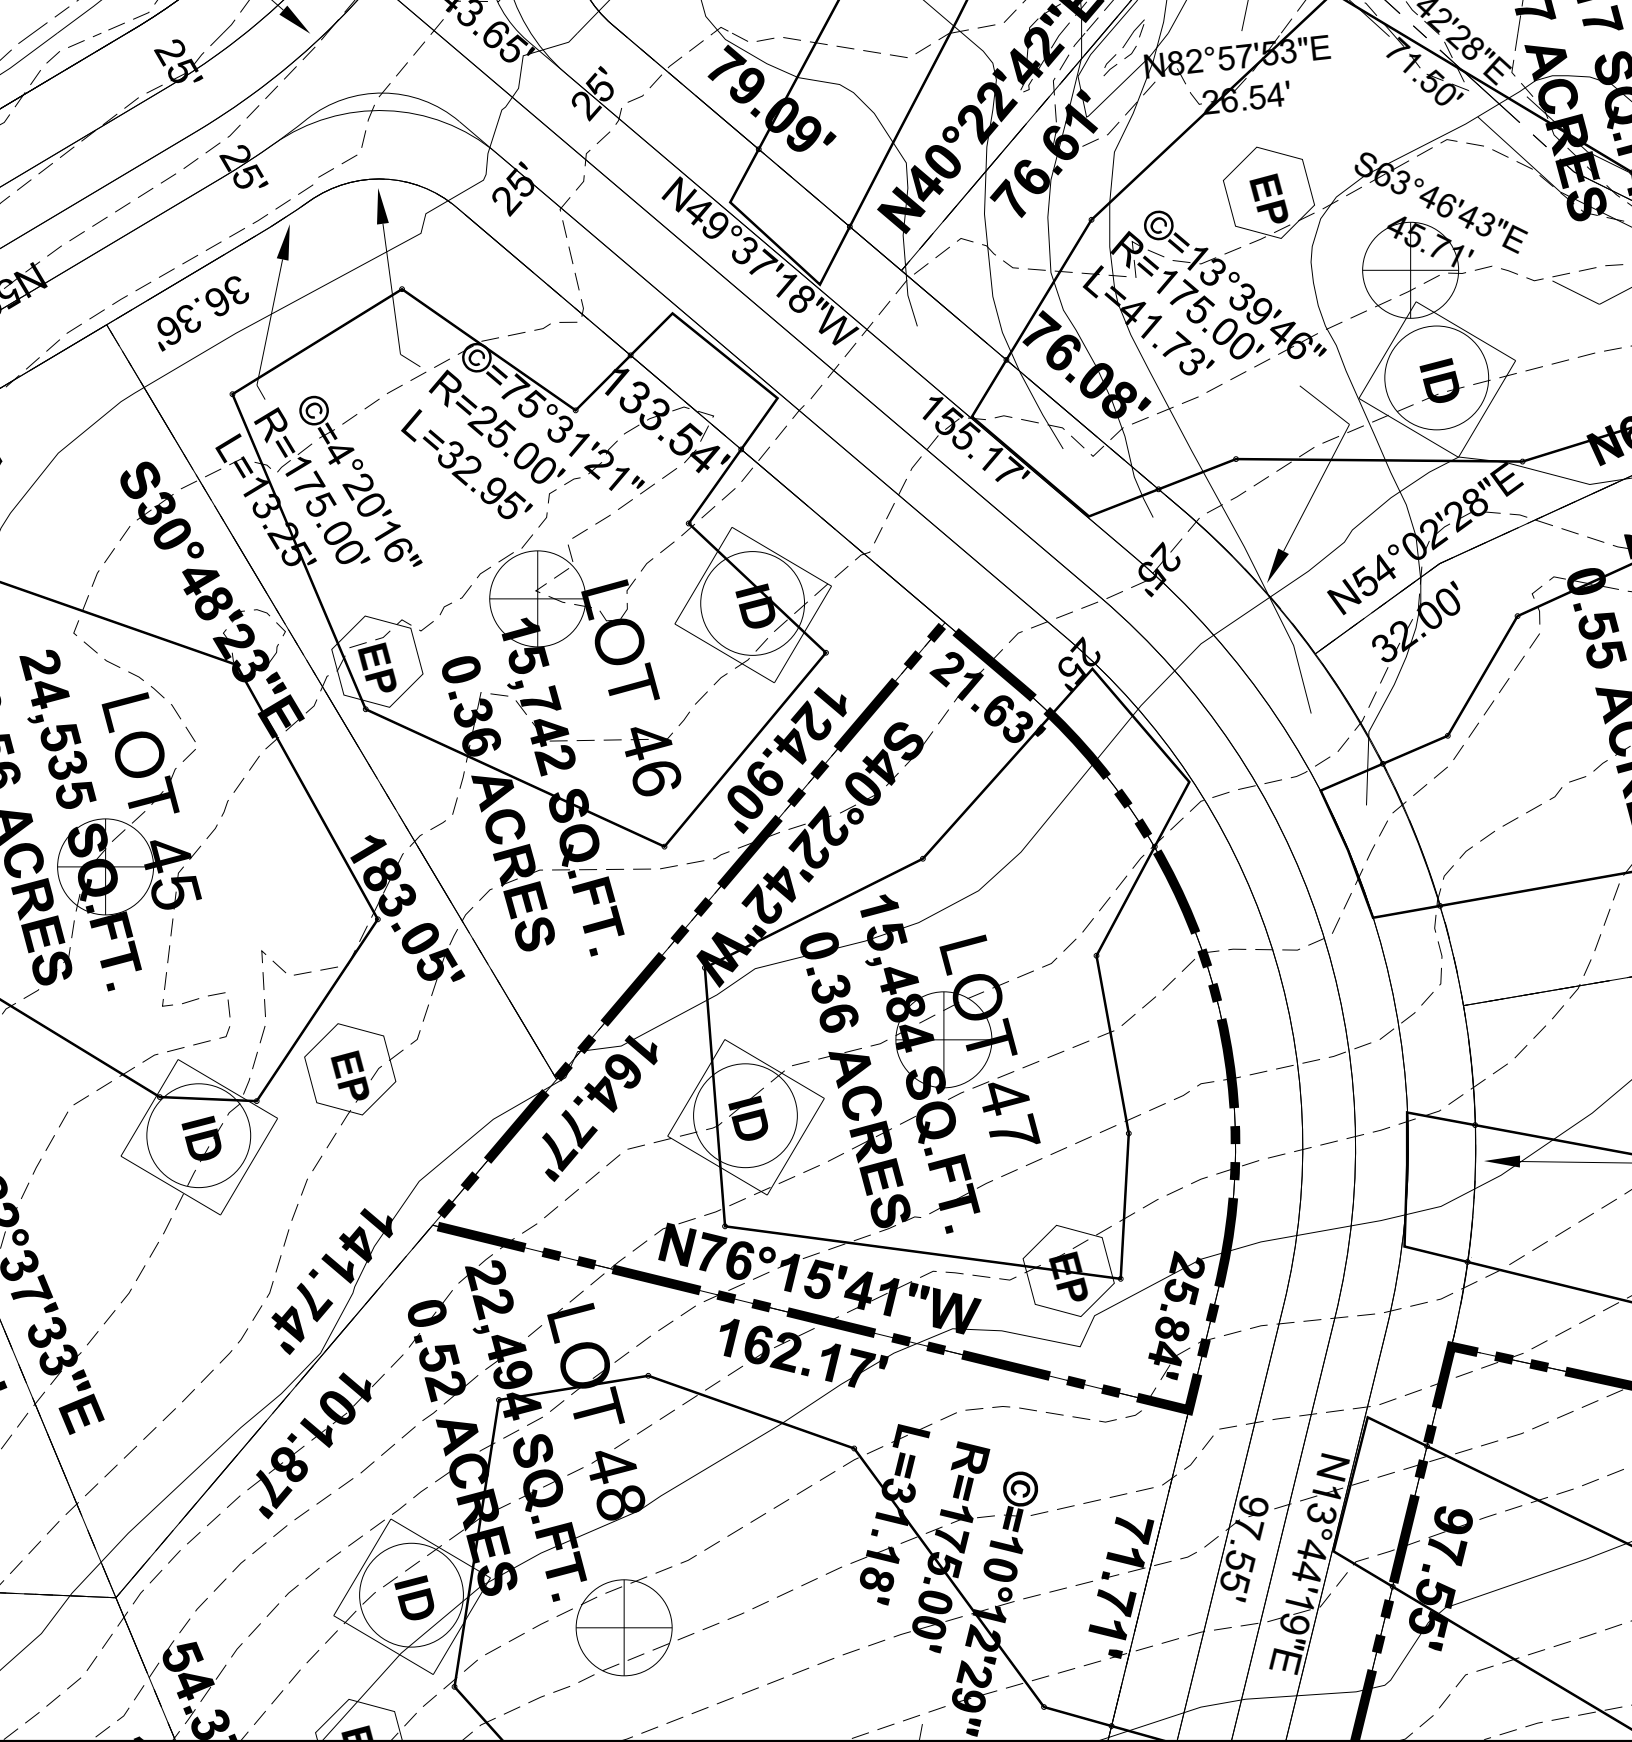 25'
43.65'
25'
79.09'
N40°22'42"E
76.61'
N82°57'53"E
26.54'
42'28"E
71.50'
7 ACRES
25'
25'
N49°37'18"W
EP
S63°46'43"E
45.71'
©=13°39'46"
R=175.00'
L=41.73'
36.36'
76.08'
ID
155.17'
©=75°31'21"
R=25.00'
L=32.95'
133.54'
©=4°20'16"
R=175.00'
L=13.25'
S30°48'23"E
N54°02'28"E
32.00'
25'
25'
ID
EP
LOT 46
15,742 SQ.FT.
0.36 ACRES
21.63'
124.90'
S40°22'42"W
LOT 45
24,535 SQ.FT.
56 ACRES
183.05'
EP
ID
164.77'
LOT 47
15,484 SQ.FT.
0.36 ACRES
ID
EP
N76°15'41"W
162.17'
25.84'
141.74'
101.87'
37'33"E
LOT 48
22,494 SQ.FT.
0.52 ACRES
ID
©=10°12'29"
R=175.00'
L=31.18'
71.71'
97.55'
N13°44'19"E
97.55'
54.3
0.55 ACRE